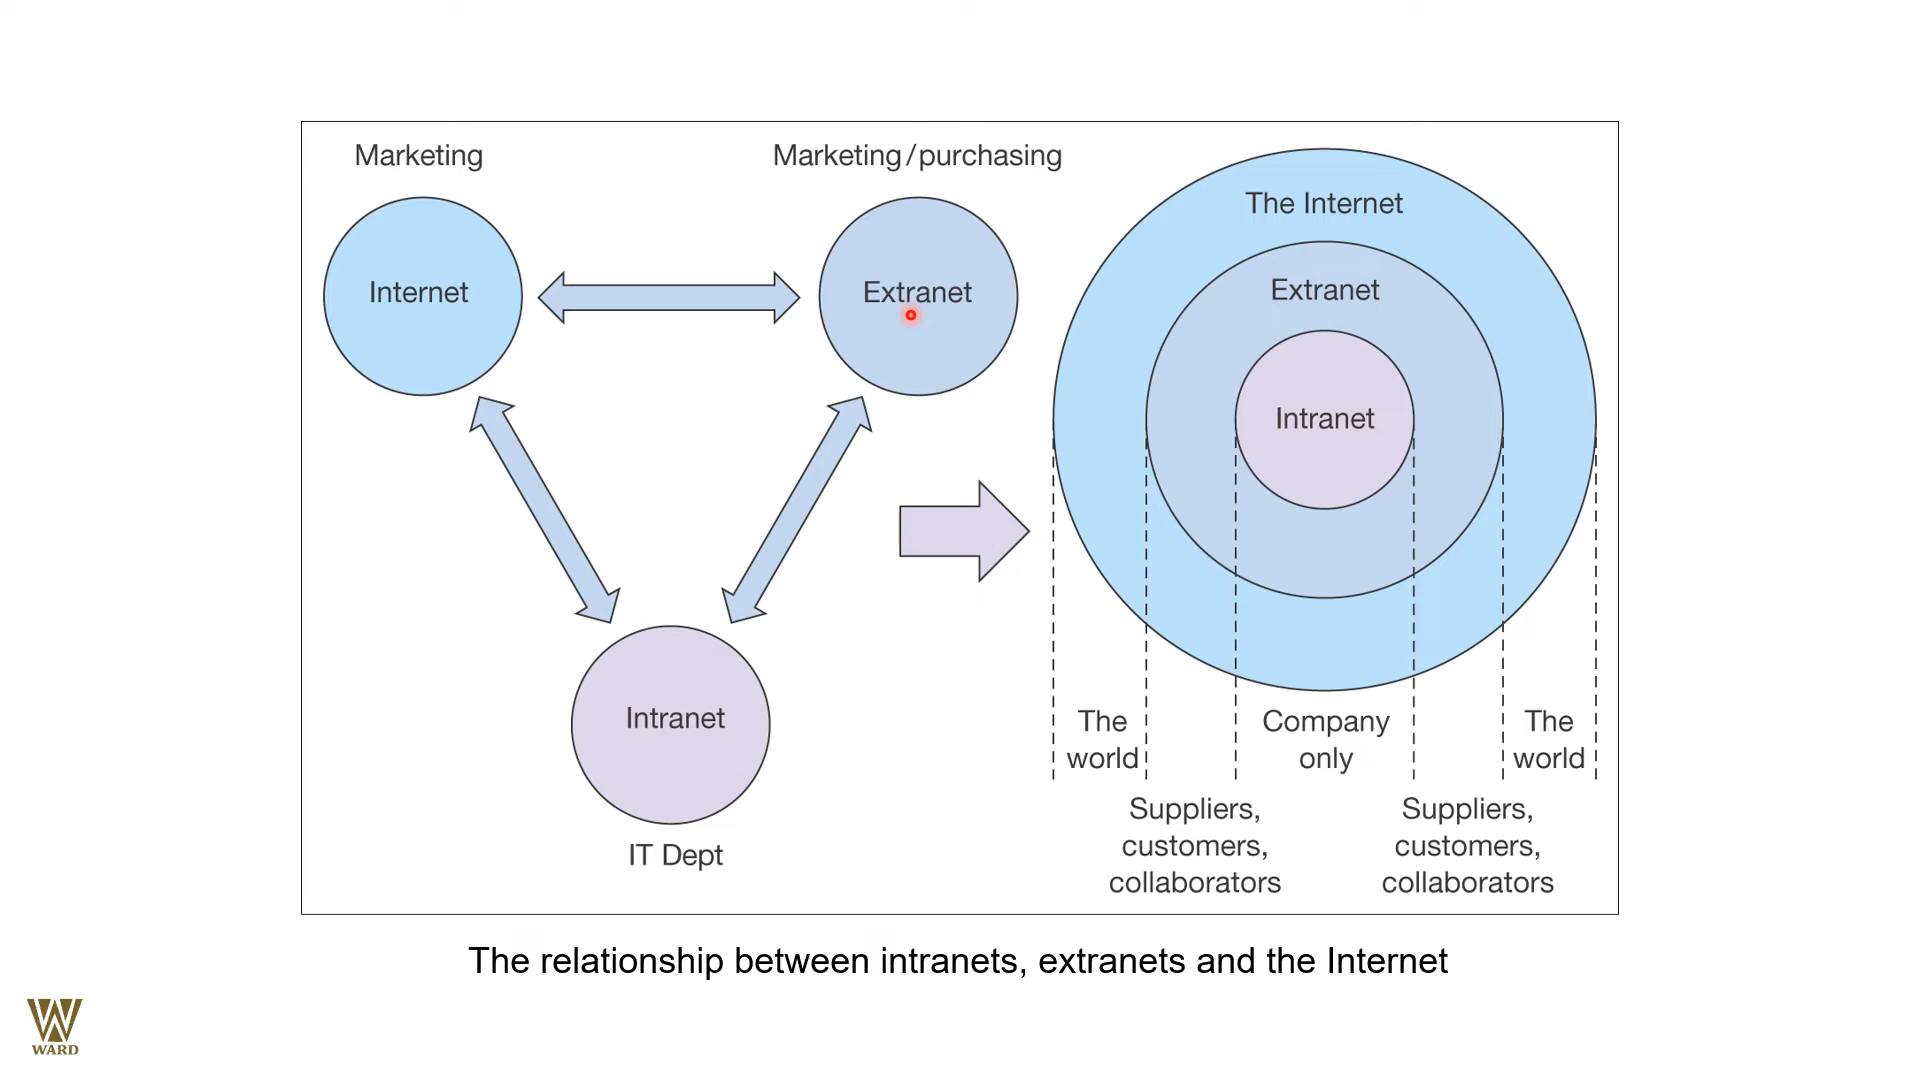 Marketing
Marketing/purchasing
Internet
Extranet
Intranet
IT Dept
The Internet
Extranet
Intranet
The
world
Company
only
The
world
Suppliers,
customers,
collaborators
Suppliers,
customers,
collaborators
The relationship between intranets, extranets and the Internet
WARD